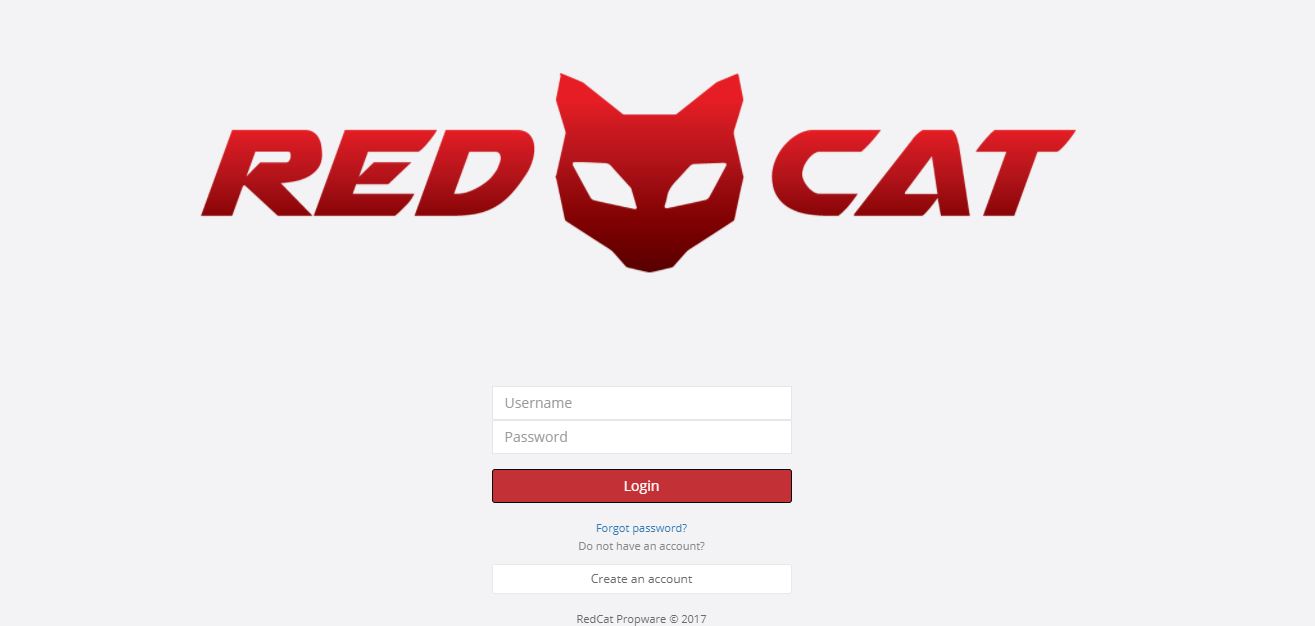 RED CAT
Username
Password
Login
Forgot password?
Do not have an account?
Create an account
RedCat Propware © 2017